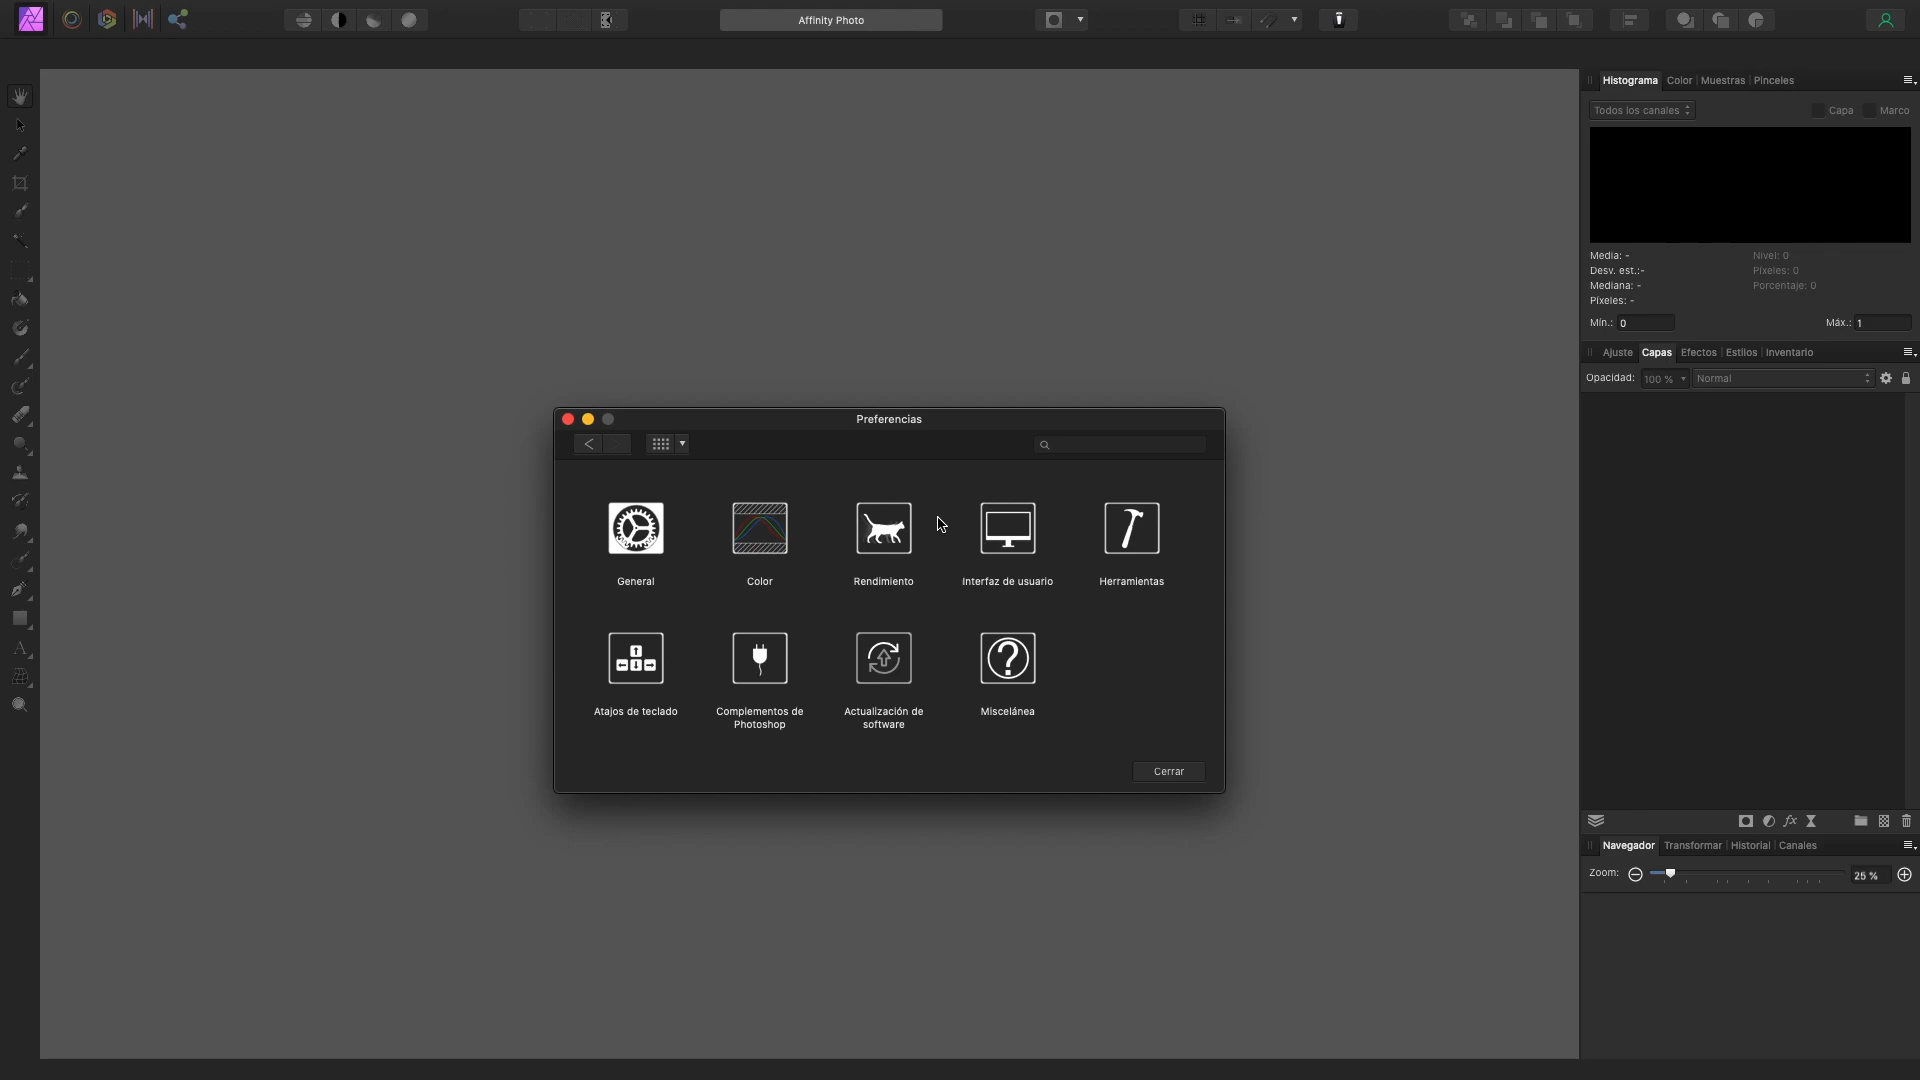 Affinity Photo
Histograma Color Muestras Pinceles
Todos los canales Capa Marco
Media: - Nivel: 0
Desv. est.:- Píxeles: 0
Mediana: - Porcentaje: 0
Píxeles: -
Mín.: 0 Máx.: 1
Ajuste Capas Efectos Estilos Inventario
Opacidad: 100 % Normal
Preferencias
General Color Rendimiento Interfaz de usuario Herramientas
Atajos de teclado Complementos de Actualización de Miscelánea
Photoshop software
Cerrar
fx
Navegador Transformar Historial Canales
Zoom: 25 %